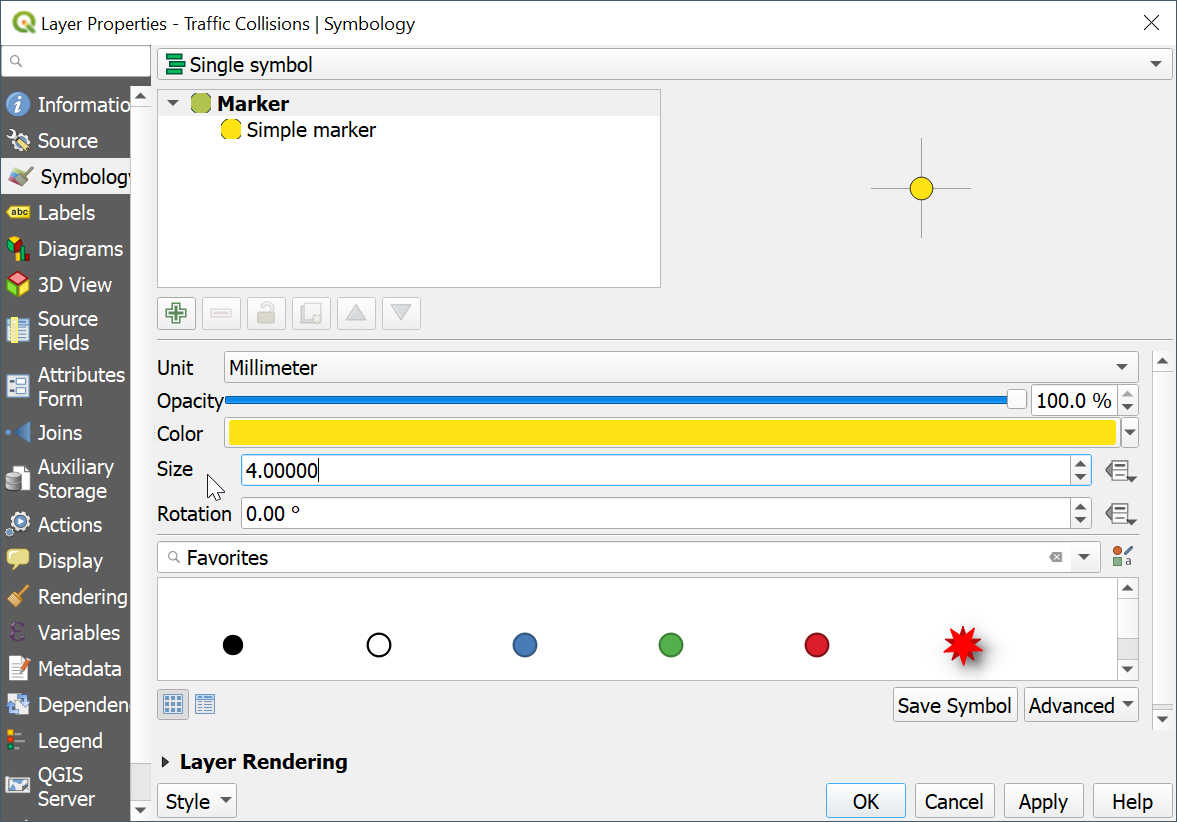 Layer Properties - Traffic Collisions | Symbology
Single symbol
Informatio
Source
Symbology
Labels
Diagrams
3D View
Source
Fields
Attributes
Form
Joins
Auxiliary
Storage
Actions
Display
Rendering
Variables
Metadata
Dependen
Legend
QGIS
Server
Marker
Simple marker
Unit
Millimeter
Opacity
100.0 %
Color
Size
4.00000
Rotation
0.00 °
Favorites
Save Symbol
Advanced
Layer Rendering
Style
OK
Cancel
Apply
Help
abc
a